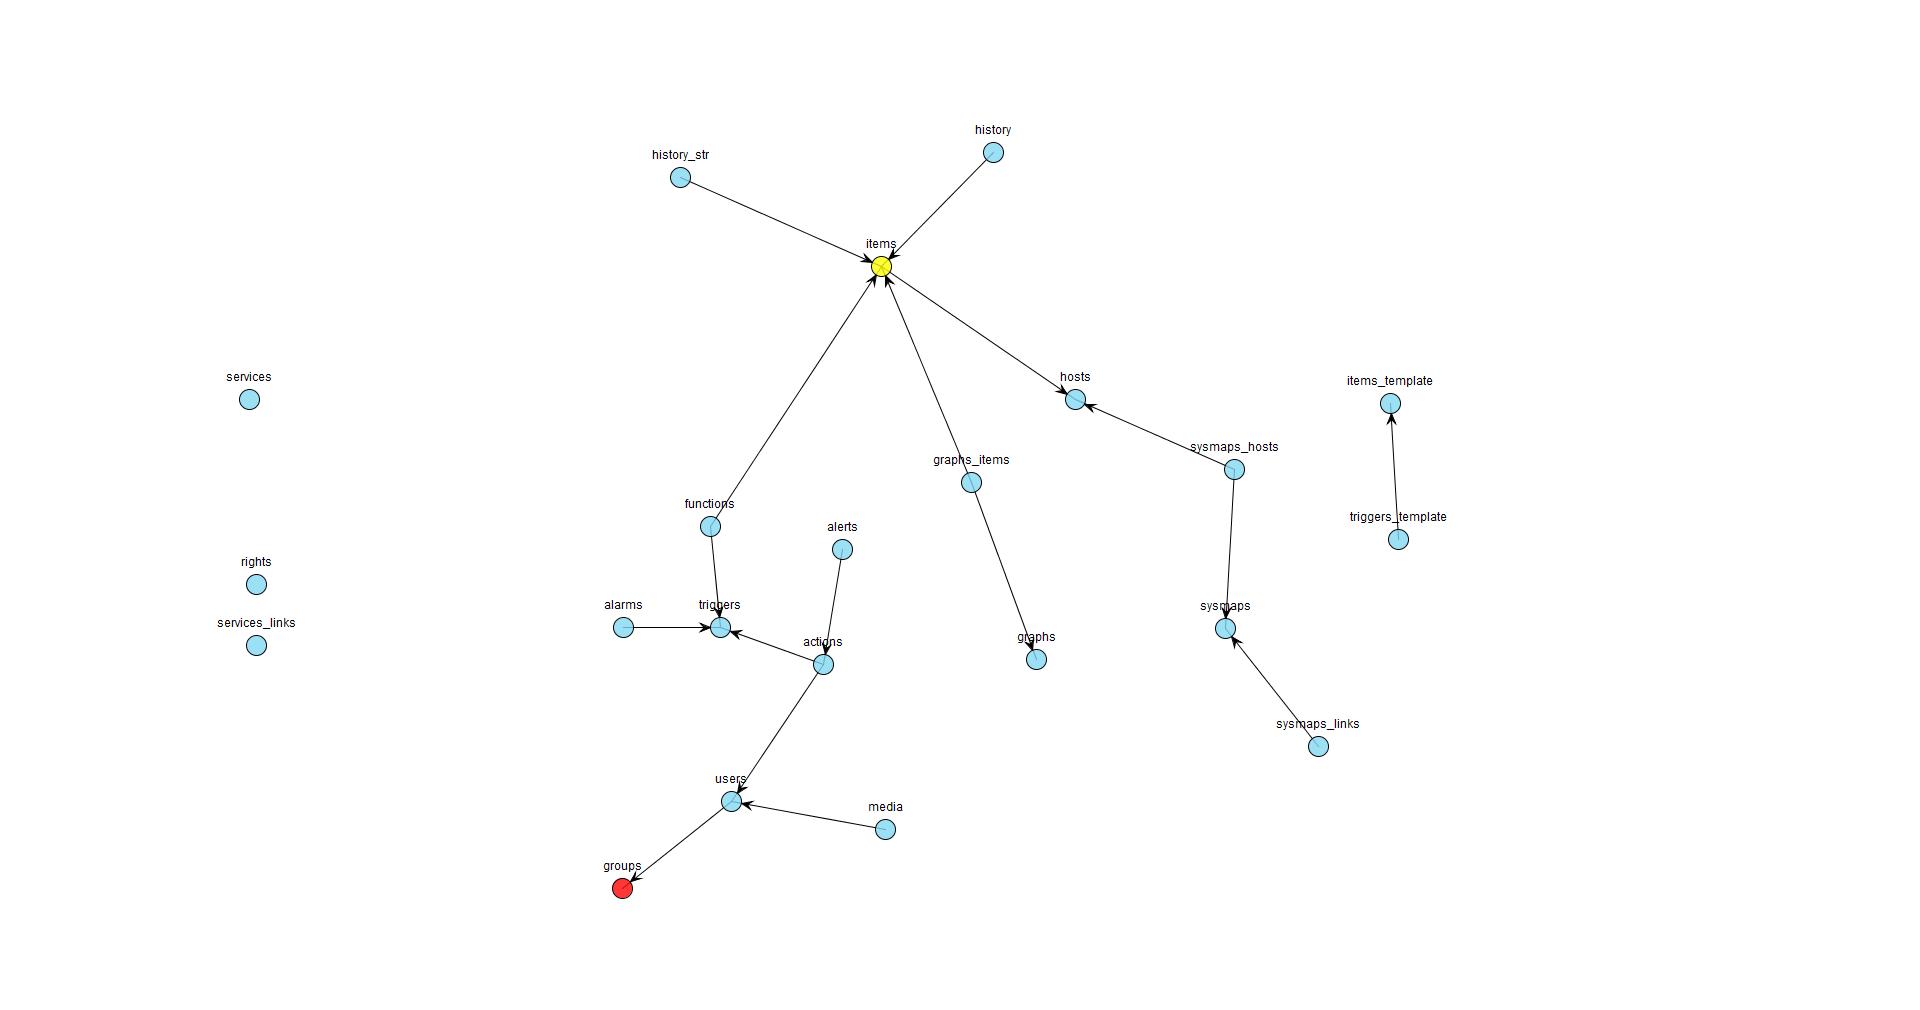 history
history_str
items
services
hosts
items_template
sysmaps_hosts
graphs_items
functions
triggers_template
alerts
rights
alarms
triggers
sysmaps
services_links
graphs
actions
sysmaps_links
users
media
groups